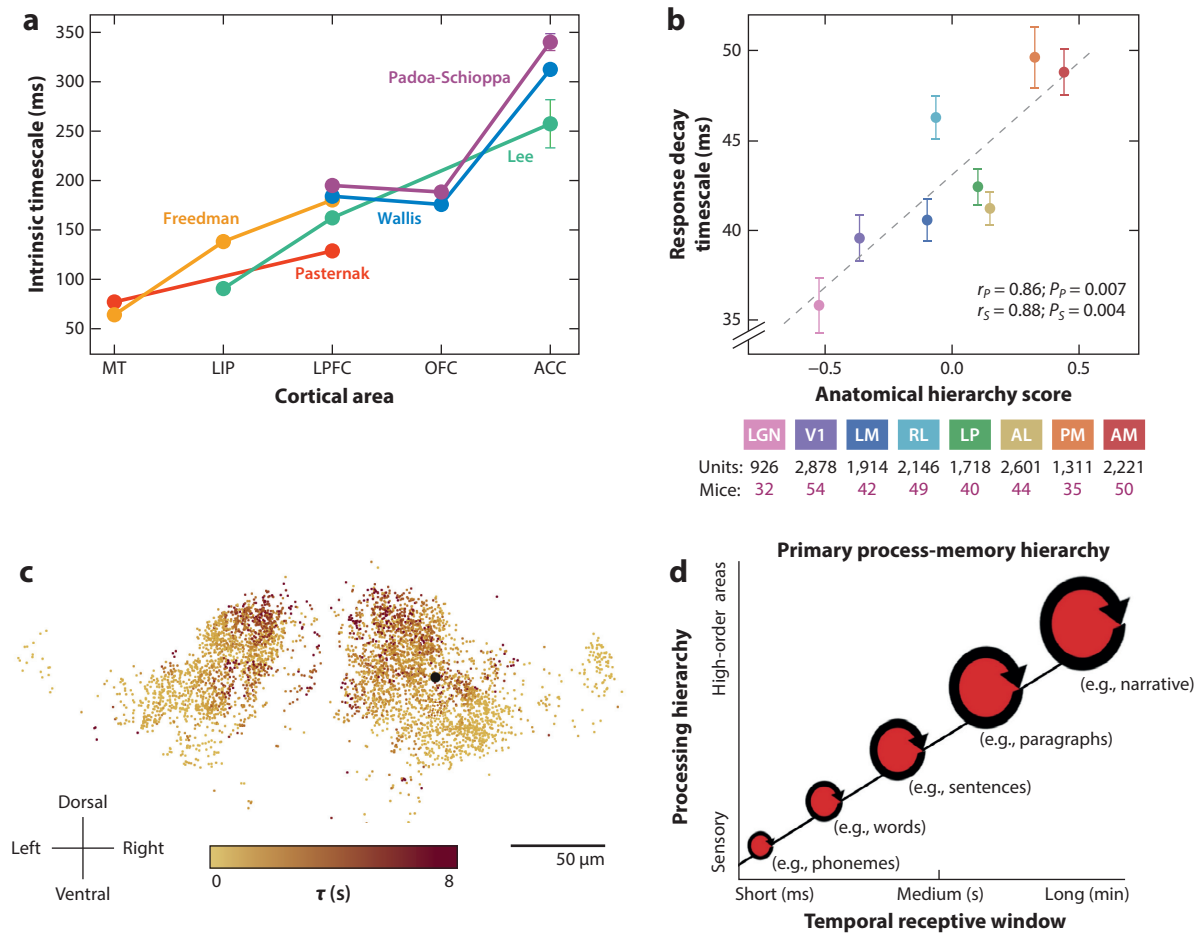 a
350
300
250
200
150
100
50
Intrinsic timescale (ms)
Padoa-Schioppa
Lee
Freedman
Wallis
Pasternak
MT LIP LPFC OFC ACC
Cortical area
b
50
45
40
35
Response decay
timescale (ms)
r_P = 0.86; P_P = 0.007
r_S = 0.88; P_S = 0.004
−0.5 0.0 0.5
Anatomical hierarchy score
LGN V1 LM RL LP AL PM AM
Units: 926 2,878 1,914 2,146 1,718 2,601 1,311 2,221
Mice: 32 54 42 49 40 44 35 50
c
Dorsal
Left Right
Ventral
0 8
τ (s)
50 µm
d
Primary process-memory hierarchy
Processing hierarchy
Sensory
High-order areas
(e.g., narrative)
(e.g., paragraphs)
(e.g., sentences)
(e.g., words)
(e.g., phonemes)
Short (ms) Medium (s) Long (min)
Temporal receptive window